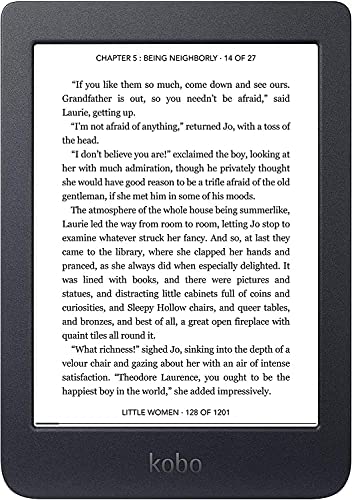 CHAPTER 5 : BEING NEIGHBORLY · 14 OF 27
"If you like them so much, come down and see ours.
Grandfather is out, so you needn't be afraid," said
Laurie, getting up.
"I'm not afraid of anything," returned Jo, with a toss of
the head.
"I don't believe you are!" exclaimed the boy, looking at
her with much admiration, though he privately thought
she would have good reason to be a trifle afraid of the old
gentleman, if she met him in some of his moods.
The atmosphere of the whole house being summerlike,
Laurie led the way from room to room, letting Jo stop to
examine whatever struck her fancy. And so, at last they
came to the library, where she clapped her hands and
pranced, as she always did when especially delighted. It
was lined with books, and there were pictures and
statues, and distracting little cabinets full of coins and
curiosities, and Sleepy Hollow chairs, and queer tables,
and bronzes, and best of all, a great open fireplace with
quaint tiles all round it.
"What richness!" sighed Jo, sinking into the depth of a
velour chair and gazing about her with an air of intense
satisfaction. "Theodore Laurence, you ought to be the
happiest boy in the world," she added impressively.
LITTLE WOMEN · 128 OF 1201
kobo